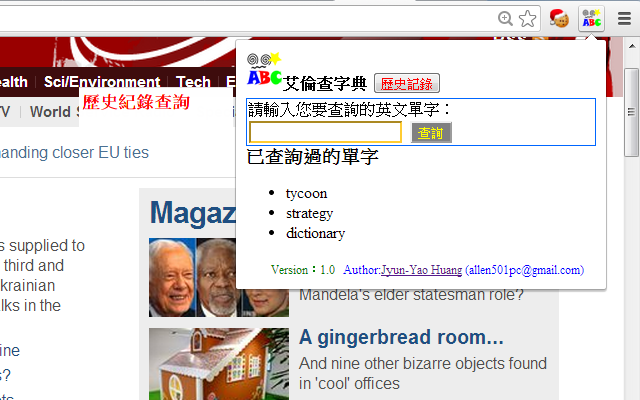 ealth Sci/Environment Tech E
TV World S
歷史紀錄查詢
anding closer EU ties
ABC 艾倫查字典 歷史記錄
請輸入您要查詢的英文單字：
查詢
已查詢過的單字
tycoon
strategy
dictionary
Version：1.0 Author:Jyun-Yao Huang (allen501pc@gmail.com)
ABC
Magaz
s supplied to
third and
krainian
alks in the
ine
s?
Mandela's elder statesman role?
A gingerbread room...
And nine other bizarre objects found
in 'cool' offices